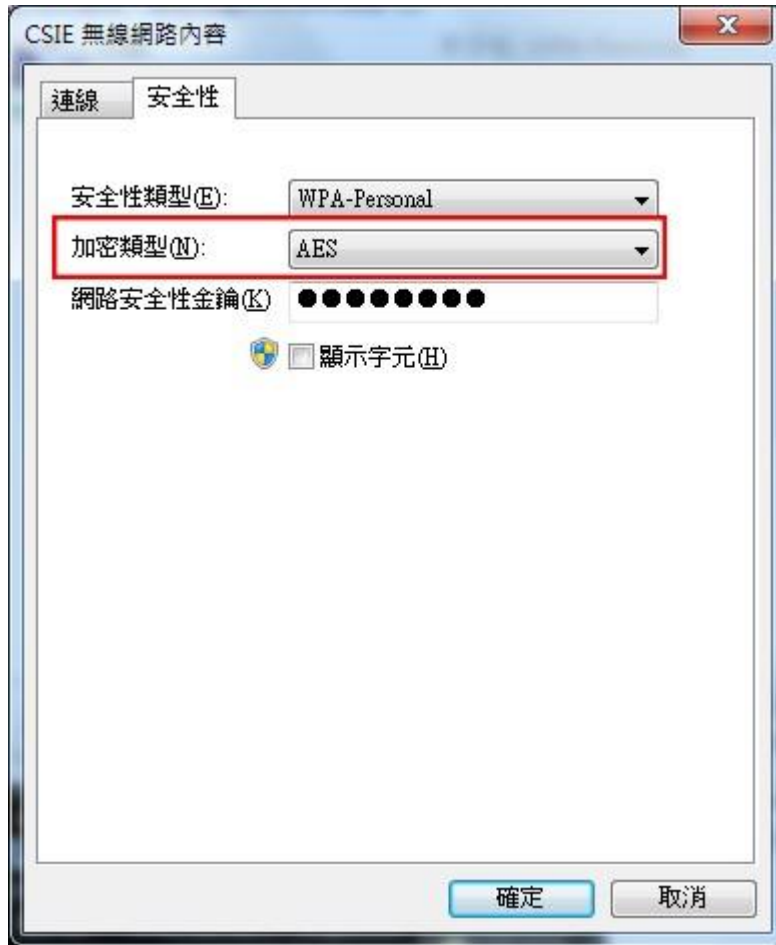 CSIE 無線網路內容
連線 安全性
安全性類型(E): WPA-Personal
加密類型(N): AES
網路安全性金鑰(K) ●●●●●●●●
顯示字元(H)
確定 取消